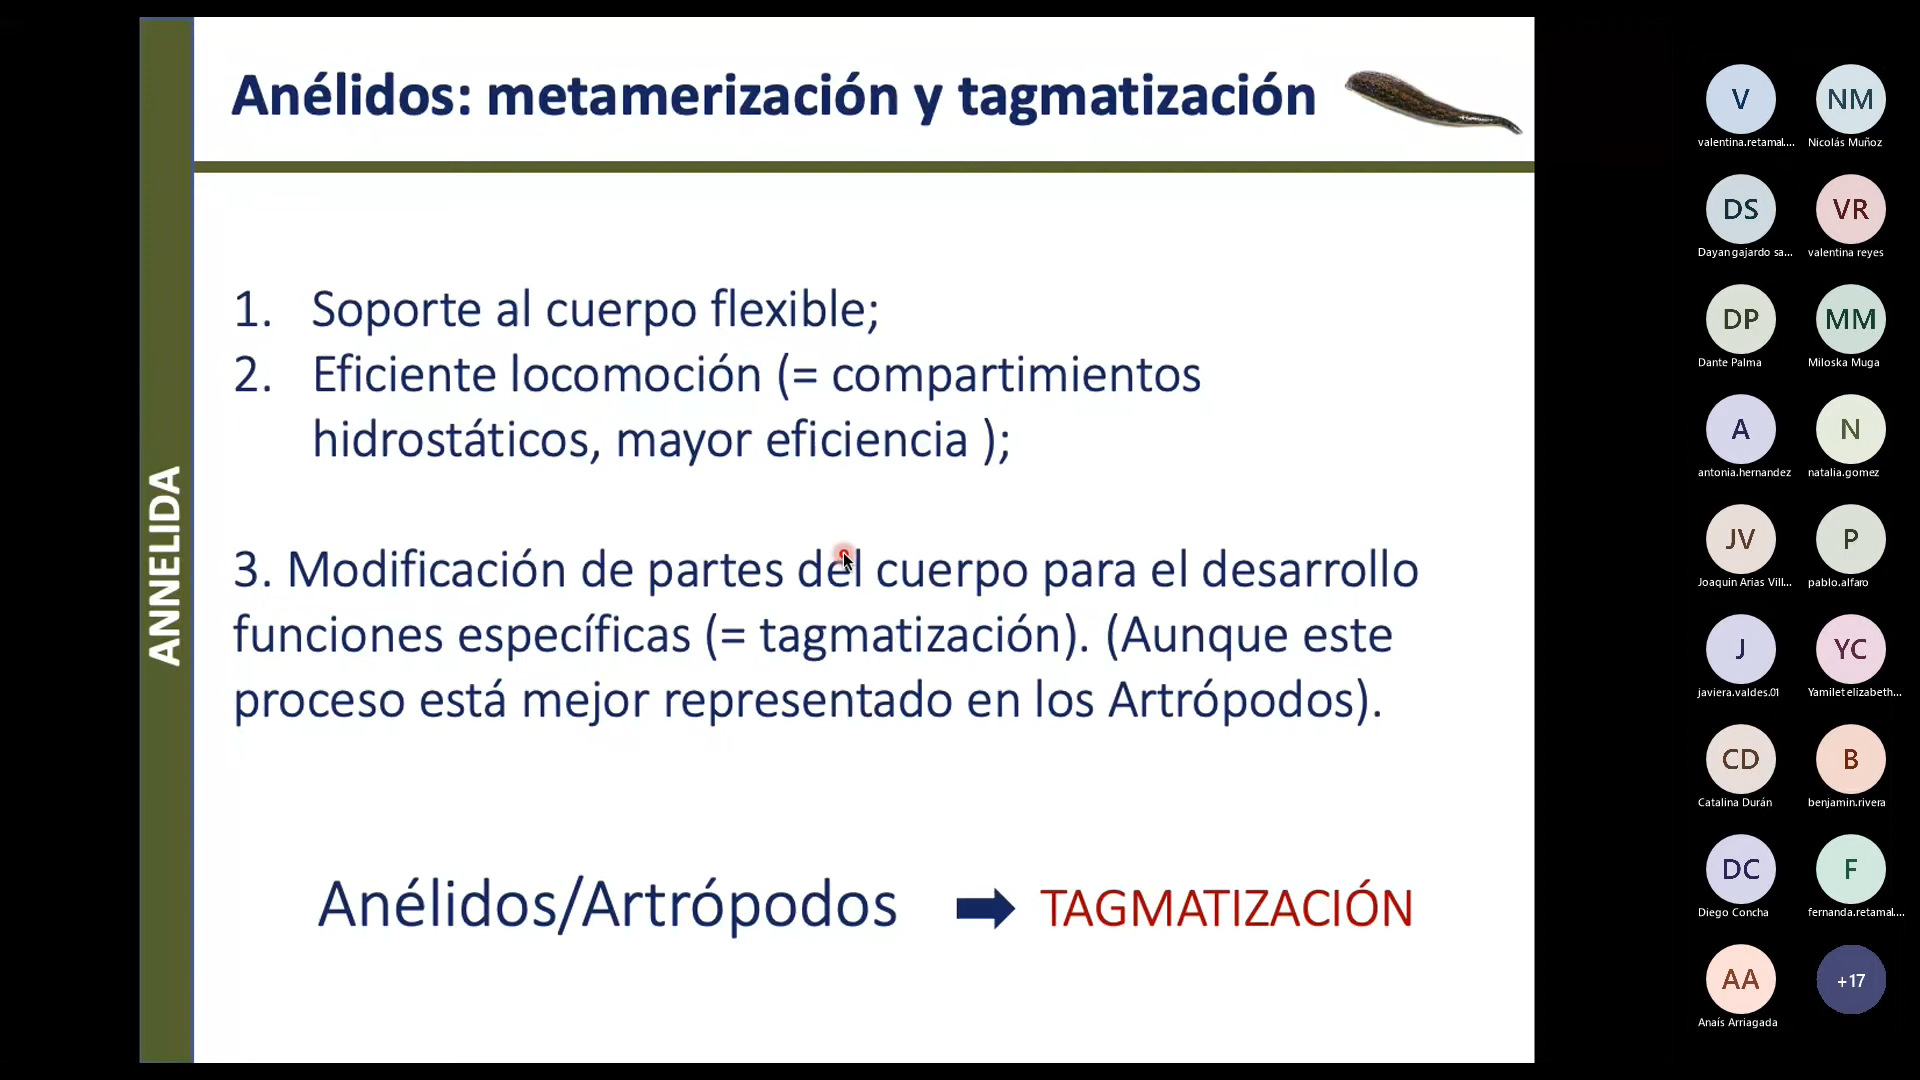 Anélidos: metamerización y tagmatización
ANNELIDA
1. Soporte al cuerpo flexible;
2. Eficiente locomoción (= compartimientos
hidrostáticos, mayor eficiencia );
3. Modificación de partes del cuerpo para el desarrollo
funciones específicas (= tagmatización). (Aunque este
proceso está mejor representado en los Artrópodos).
Anélidos/Artrópodos TAGMATIZACIÓN
V NM
valentina.retamal.... Nicolás Muñoz
DS VR
Dayan gajardo sa... valentina reyes
DP MM
Dante Palma Miloska Muga
A N
antonia.hernandez natalia.gomez
JV P
Joaquin Arias Vill... pablo.alfaro
J YC
javiera.valdes.01 Yamilet elizabeth...
CD B
Catalina Durán benjamin.rivera
DC F
Diego Concha fernanda.retamal....
AA +17
Anaís Arriagada